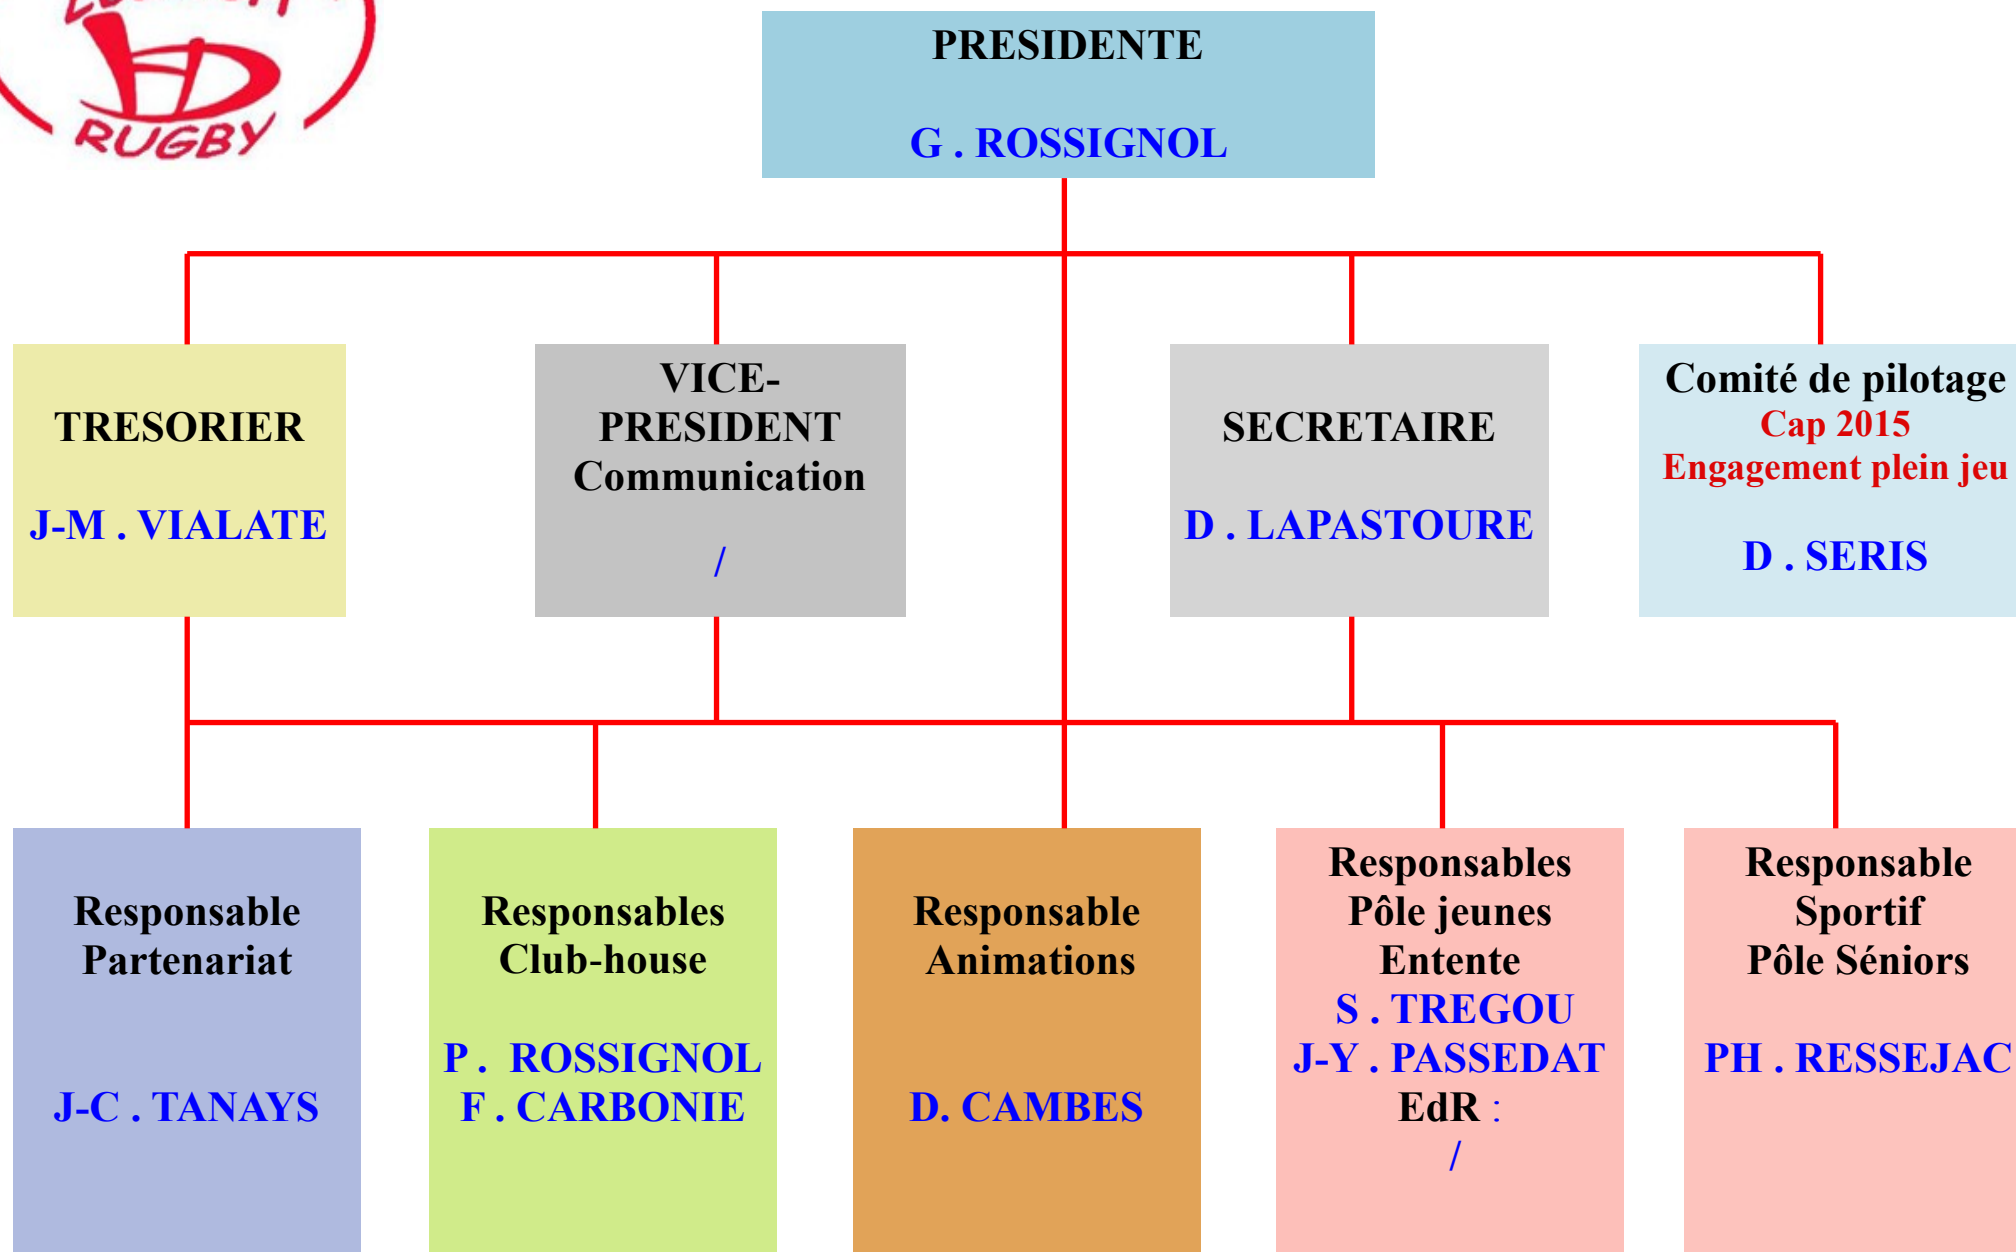 RUGBY
PRESIDENTE
G . ROSSIGNOL
TRESORIER
J-M . VIALATE
VICE-
PRESIDENT
Communication
/
SECRETAIRE
D . LAPASTOURE
Comité de pilotage
Cap 2015
Engagement plein jeu
D . SERIS
Responsable
Partenariat
J-C . TANAYS
Responsables
Club-house
P . ROSSIGNOL
F . CARBONIE
Responsable
Animations
D. CAMBES
Responsables
Pôle jeunes
Entente
S . TREGOU
J-Y . PASSEDAT
EdR :
/
Responsable
Sportif
Pôle Séniors
PH . RESSEJAC